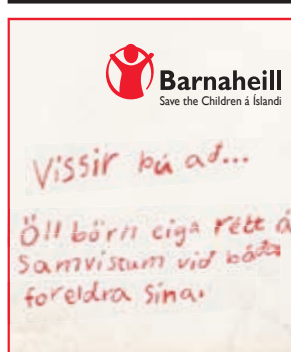 Barnaheill
Save the Children á Íslandi
Vissir þú að...
Öll börn eiga rétt á
Samvistum við báða
foreldra sína.